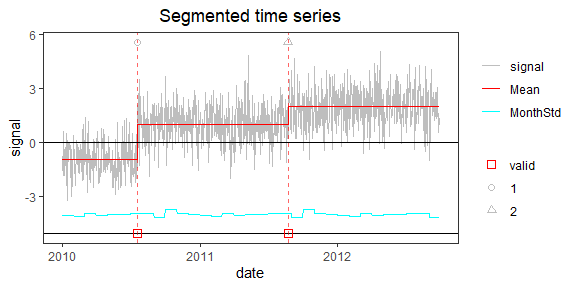 Segmented time series
6
3
0
-3
signal
2010
2011
2012
date
signal
Mean
MonthStd
valid
1
2